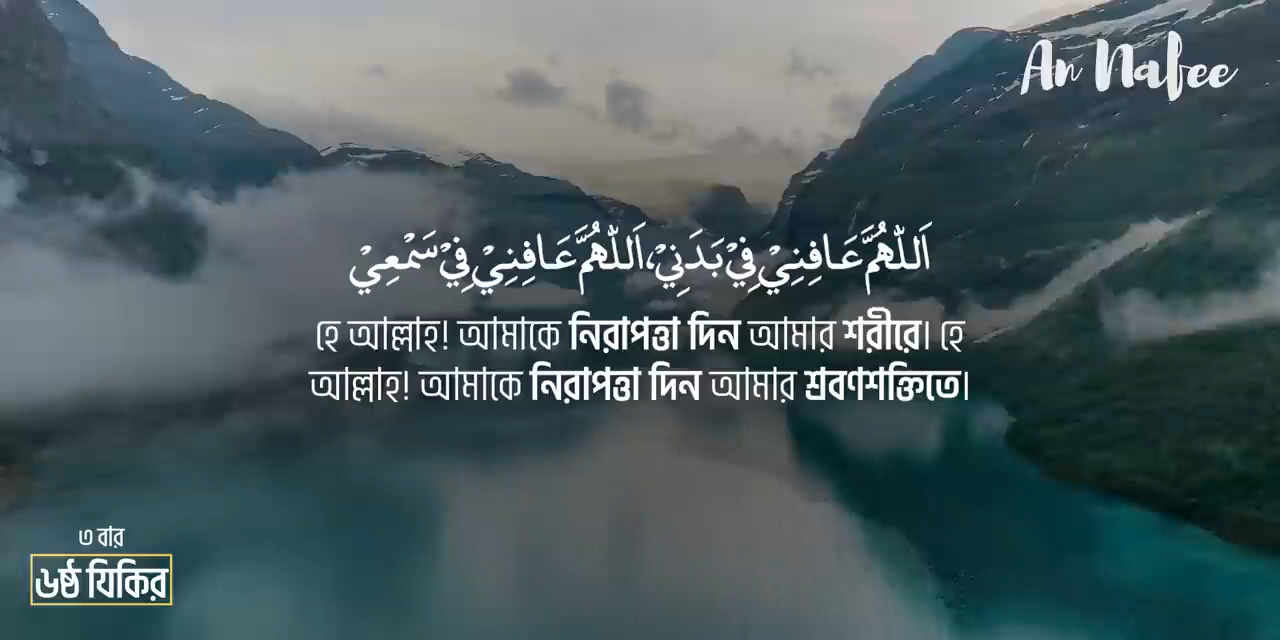 An Nafee
اَللّٰهُمَّ عَافِنِيْ فِيْ بَدَنِيْ، اَللّٰهُمَّ عَافِنِيْ فِيْ سَمْعِيْ
হে আল্লাহ! আমাকে নিরাপত্তা দিন আমার শরীরে। হে
আল্লাহ! আমাকে নিরাপত্তা দিন আমার শ্রবণশক্তিতে।
৩ বার
৬ষ্ঠ যিকির